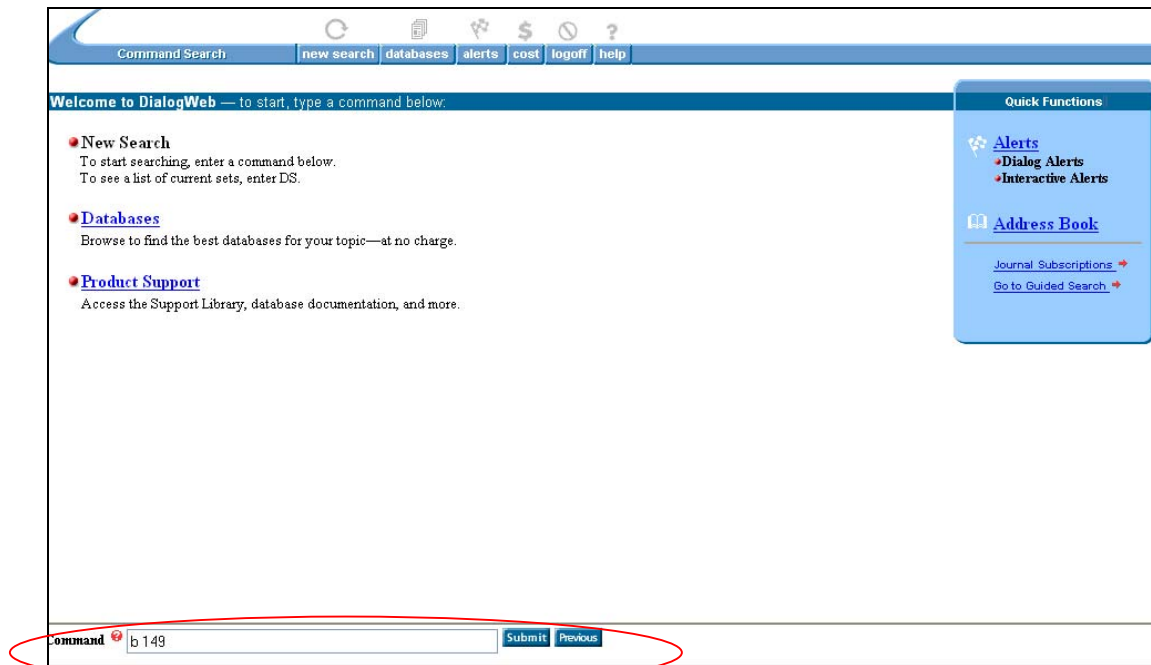 Command Search new search databases alerts cost logoff help
Welcome to DialogWeb — to start, type a command below:
Quick Functions
New Search
To start searching, enter a command below.
To see a list of current sets, enter DS.
Databases
Browse to find the best databases for your topic—at no charge.
Product Support
Access the Support Library, database documentation, and more.
Alerts
Dialog Alerts
Interactive Alerts
Address Book
Journal Subscriptions
Go to Guided Search
Command b 149 Submit Previous